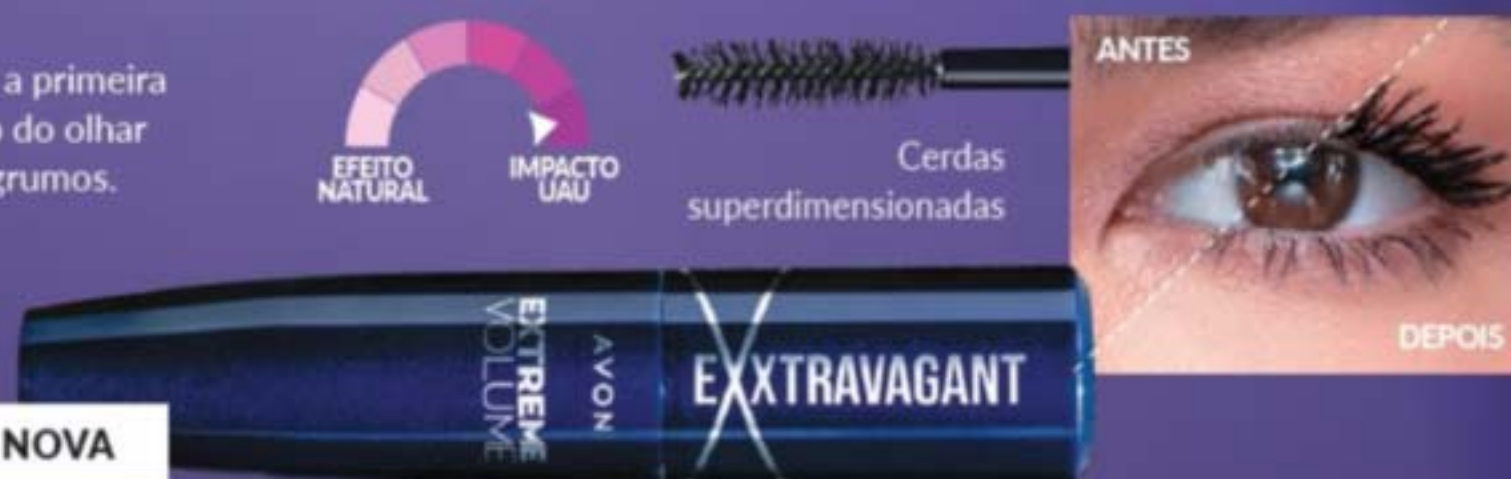 a primeira
do olhar
grumos.
EFEITO
NATURAL
IMPACTO
UAU
Cerdas
superdimensionadas
ANTES
DEPOIS
EXTREME
VOLUME
AVON
EXXTRAVAGANT
NOVA